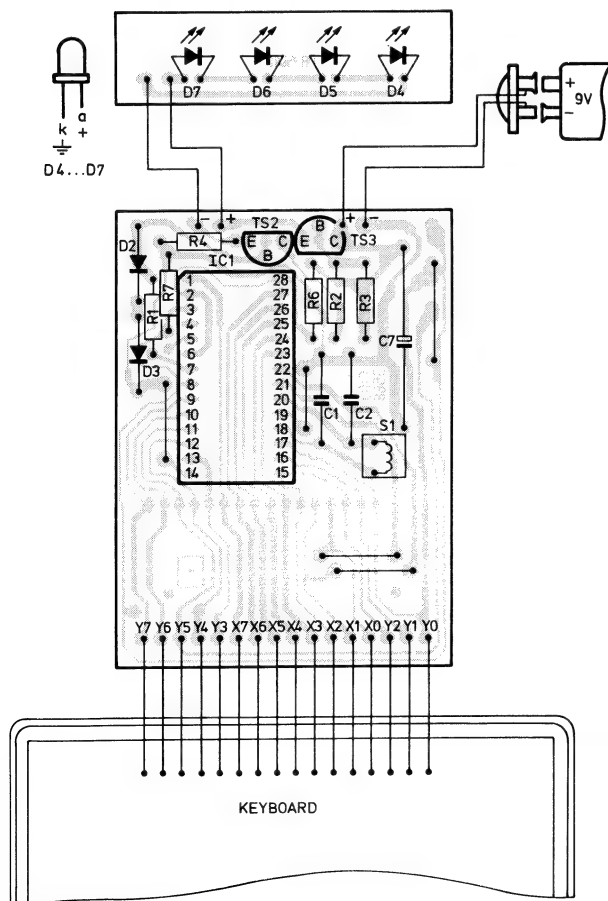 D7 D6 D5 D4
k a
+
D4...D7
+
9V
-
- + + -
TS2
B
D2 R4 E C E C TS3
B
IC1
R7
R1
D3
1 28
2 27
3 26
4 25
5 24
6 23
7 22
8 21
9 20
10 19
11 18
12 17
13 16
14 15
R6 R2 R3
C7
C1 C2
S1
Y7 Y6 Y5 Y4 Y3 X7 X6 X5 X4 X3 X2 X1 X0 Y2 Y1 Y0
KEYBOARD